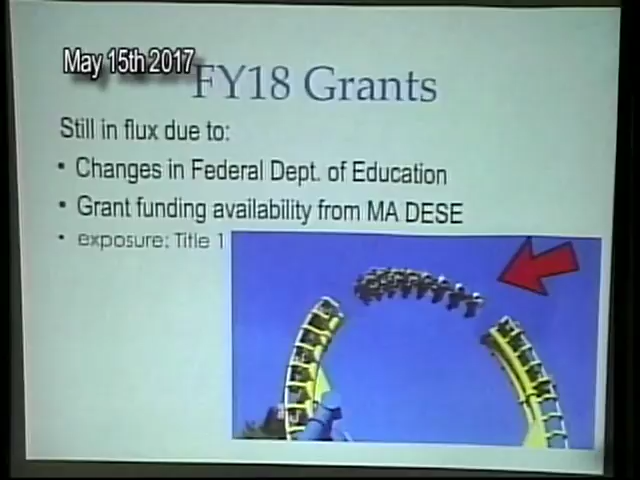 May 15th 2017
FY18 Grants
Still in flux due to:
• Changes in Federal Dept. of Education
• Grant funding availability from MA DESE
• exposure: Title 1